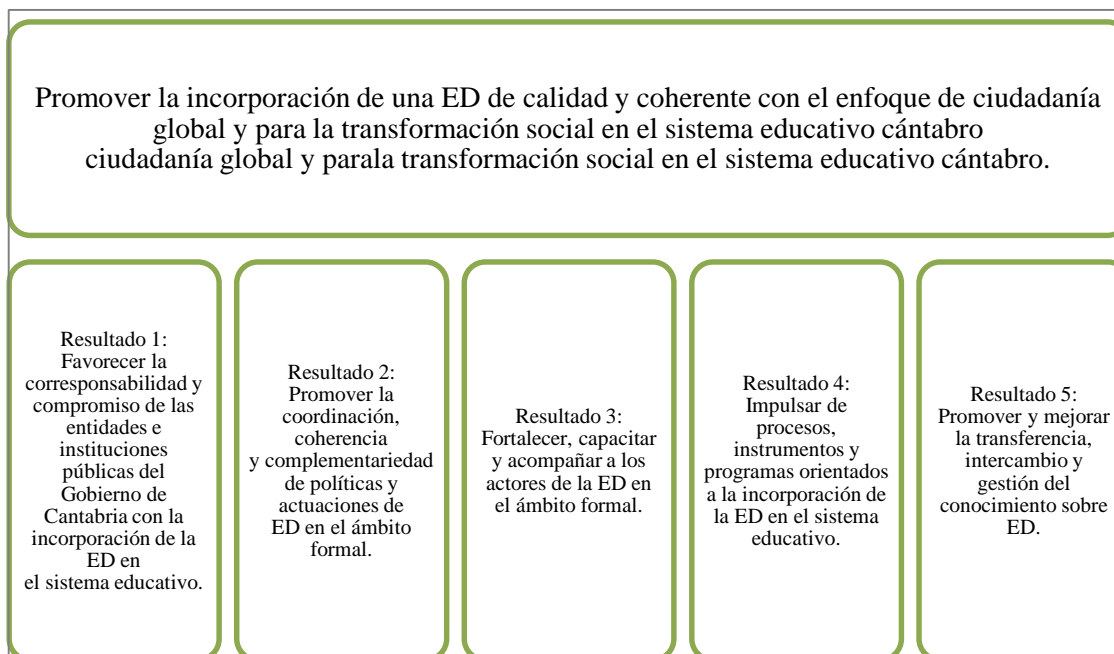 Promover la incorporación de una ED de calidad y coherente con el enfoque de ciudadanía
global y para la transformación social en el sistema educativo cántabro
ciudadanía global y parala transformación social en el sistema educativo cántabro.
Resultado 1:
Favorecer la
corresponsabilidad y
compromiso de las
entidades e
instituciones
públicas del
Gobierno de
Cantabria con la
incorporación de la
ED en
el sistema educativo.
Resultado 2:
Promover la
coordinación,
coherencia
y complementariedad
de políticas y
actuaciones de
ED en el ámbito
formal.
Resultado 3:
Fortalecer, capacitar
y acompañar a los
actores de la ED en
el ámbito formal.
Resultado 4:
Impulsar de
procesos,
instrumentos y
programas orientados
a la incorporación de
la ED en el sistema
educativo.
Resultado 5:
Promover y mejorar
la transferencia,
intercambio y
gestión del
conocimiento sobre
ED.